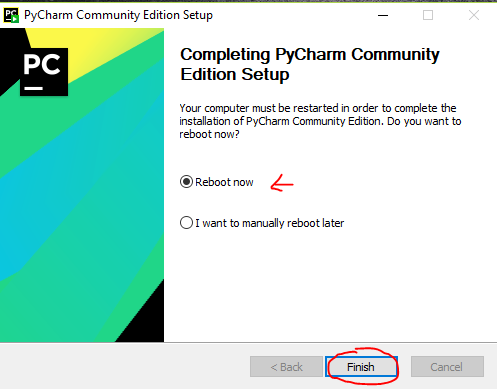 PyCharm Community Edition Setup
PC
Completing PyCharm Community
Edition Setup
Your computer must be restarted in order to complete the
installation of PyCharm Community Edition. Do you want to
reboot now?
Reboot now
I want to manually reboot later
< Back
Finish
Cancel